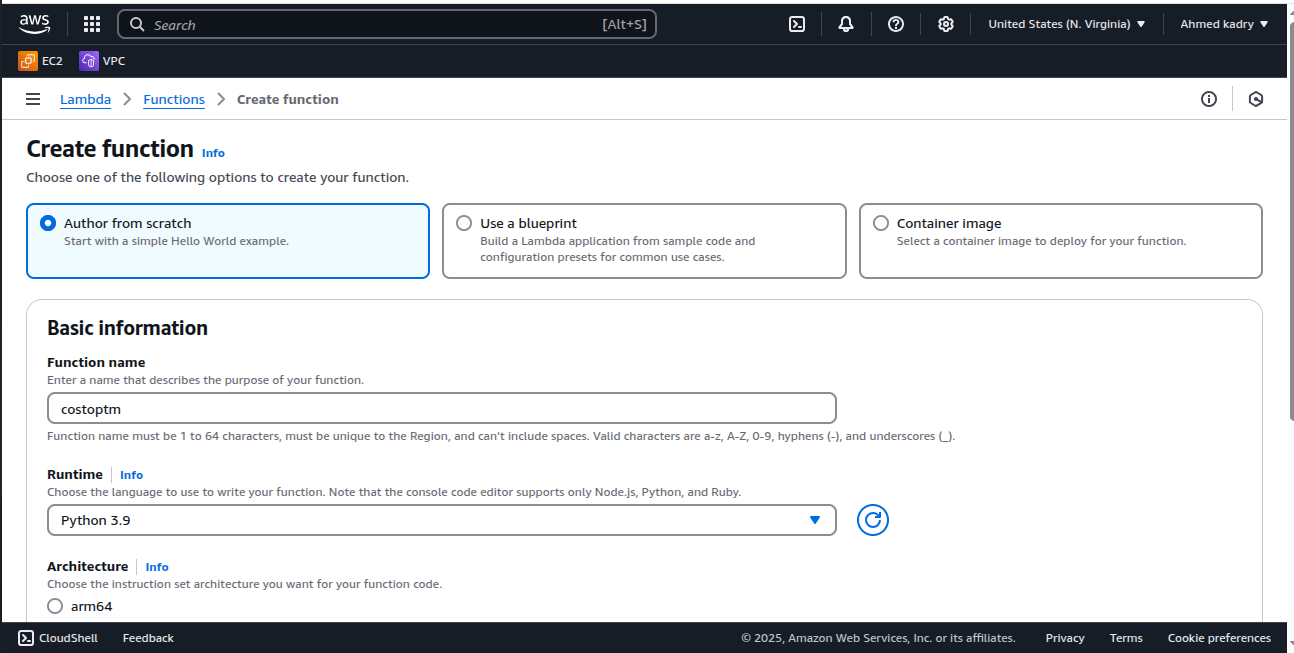 aws
Search [Alt+S] United States (N. Virginia) Ahmed kadry
EC2 VPC
Lambda Functions Create function
Create function Info
Choose one of the following options to create your function.
Author from scratch
Start with a simple Hello World example.
Use a blueprint
Build a Lambda application from sample code and
configuration presets for common use cases.
Container image
Select a container image to deploy for your function.
Basic information
Function name
Enter a name that describes the purpose of your function.
costoptm
Function name must be 1 to 64 characters, must be unique to the Region, and can't include spaces. Valid characters are a-z, A-Z, 0-9, hyphens (-), and underscores (_).
Runtime Info
Choose the language to use to write your function. Note that the console code editor supports only Node.js, Python, and Ruby.
Python 3.9
Architecture Info
Choose the instruction set architecture you want for your function code.
arm64
CloudShell Feedback © 2025, Amazon Web Services, Inc. or its affiliates. Privacy Terms Cookie preferences